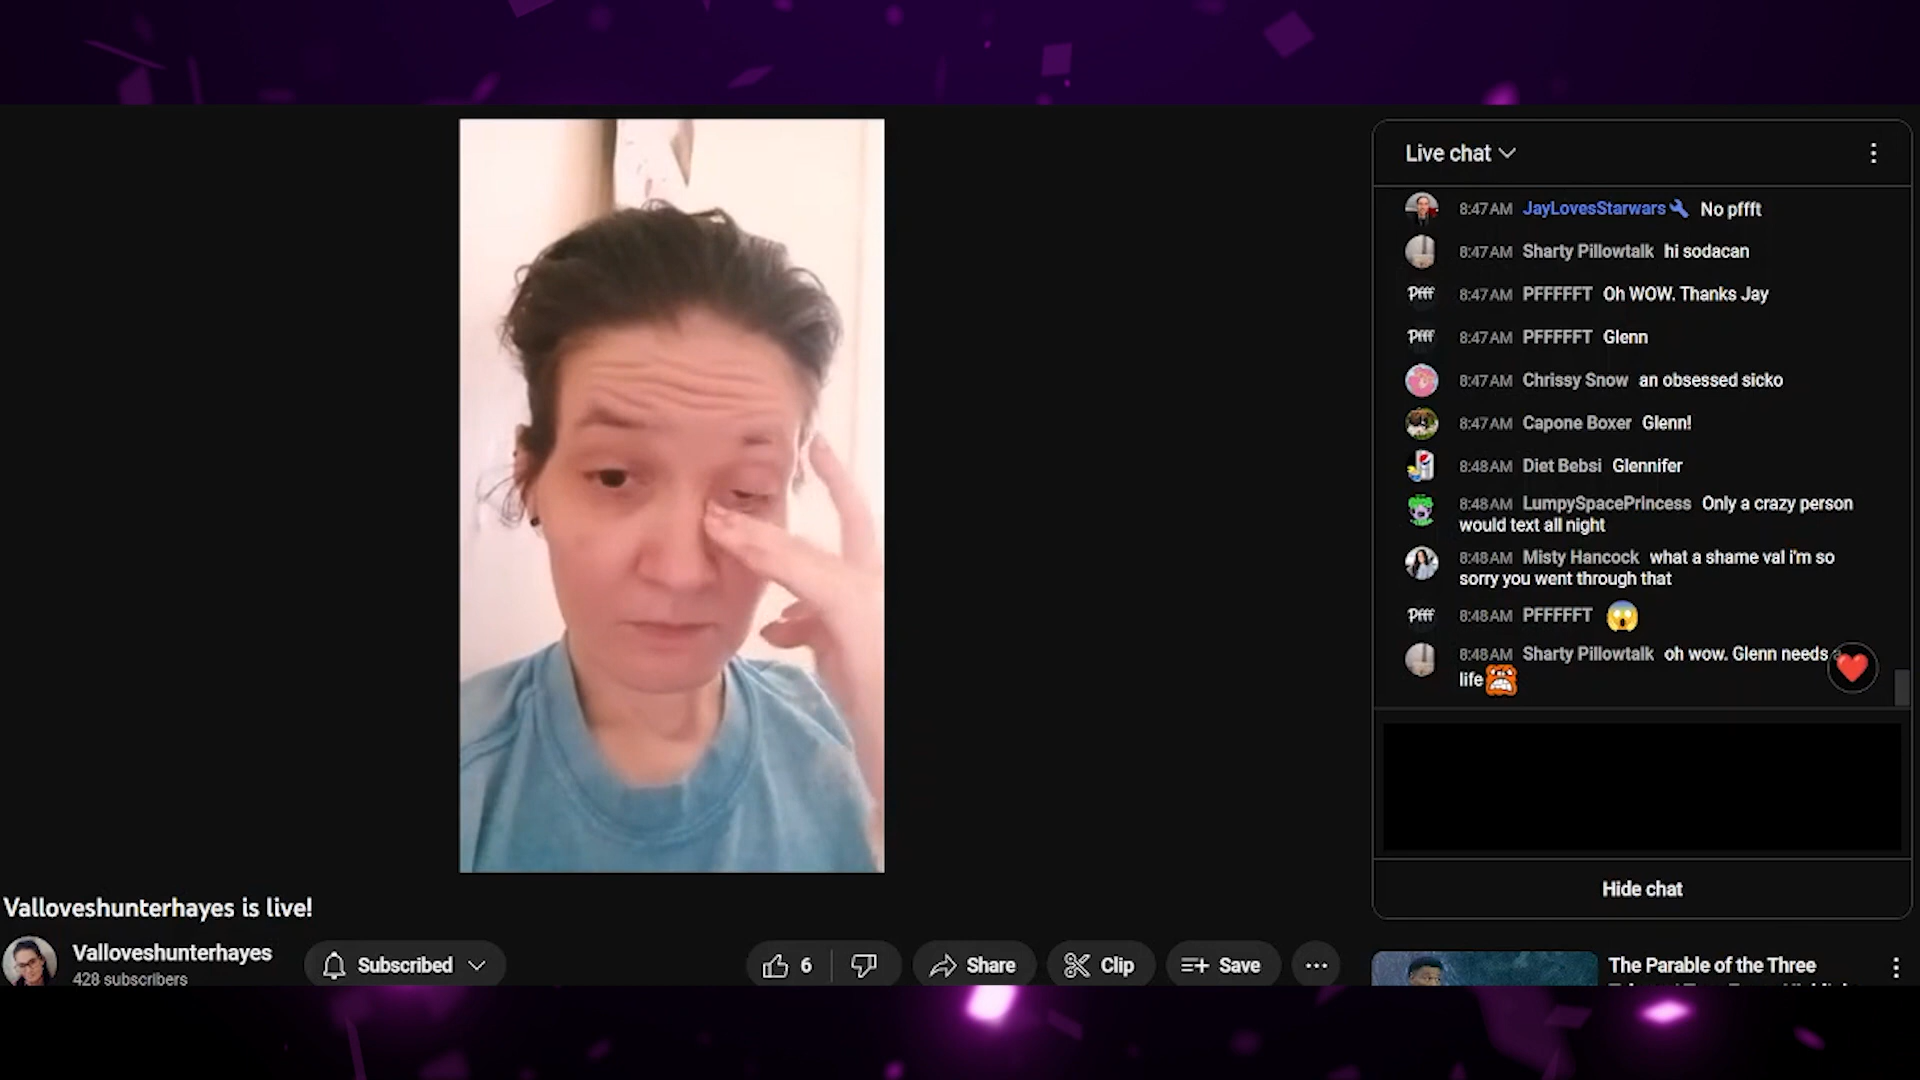 Live chat
8:47 AM JayLovesStarwars No pffft
8:47 AM Sharty Pillowtalk hi sodacan
Pfff 8:47 AM PFFFFFT Oh WOW. Thanks Jay
Pfff 8:47 AM PFFFFFT Glenn
8:47 AM Chrissy Snow an obsessed sicko
8:47 AM Capone Boxer Glenn!
8:48 AM Diet Bebsi Glennifer
8:48 AM LumpySpacePrincess Only a crazy person
would text all night
8:48 AM Misty Hancock what a shame val i'm so
sorry you went through that
Pfff 8:48 AM PFFFFFT
8:48 AM Sharty Pillowtalk oh wow. Glenn needs a
life
Hide chat
Valloveshunterhayes is live!
Valloveshunterhayes
428 subscribers
Subscribed
6
Share
Clip
Save
The Parable of the Three